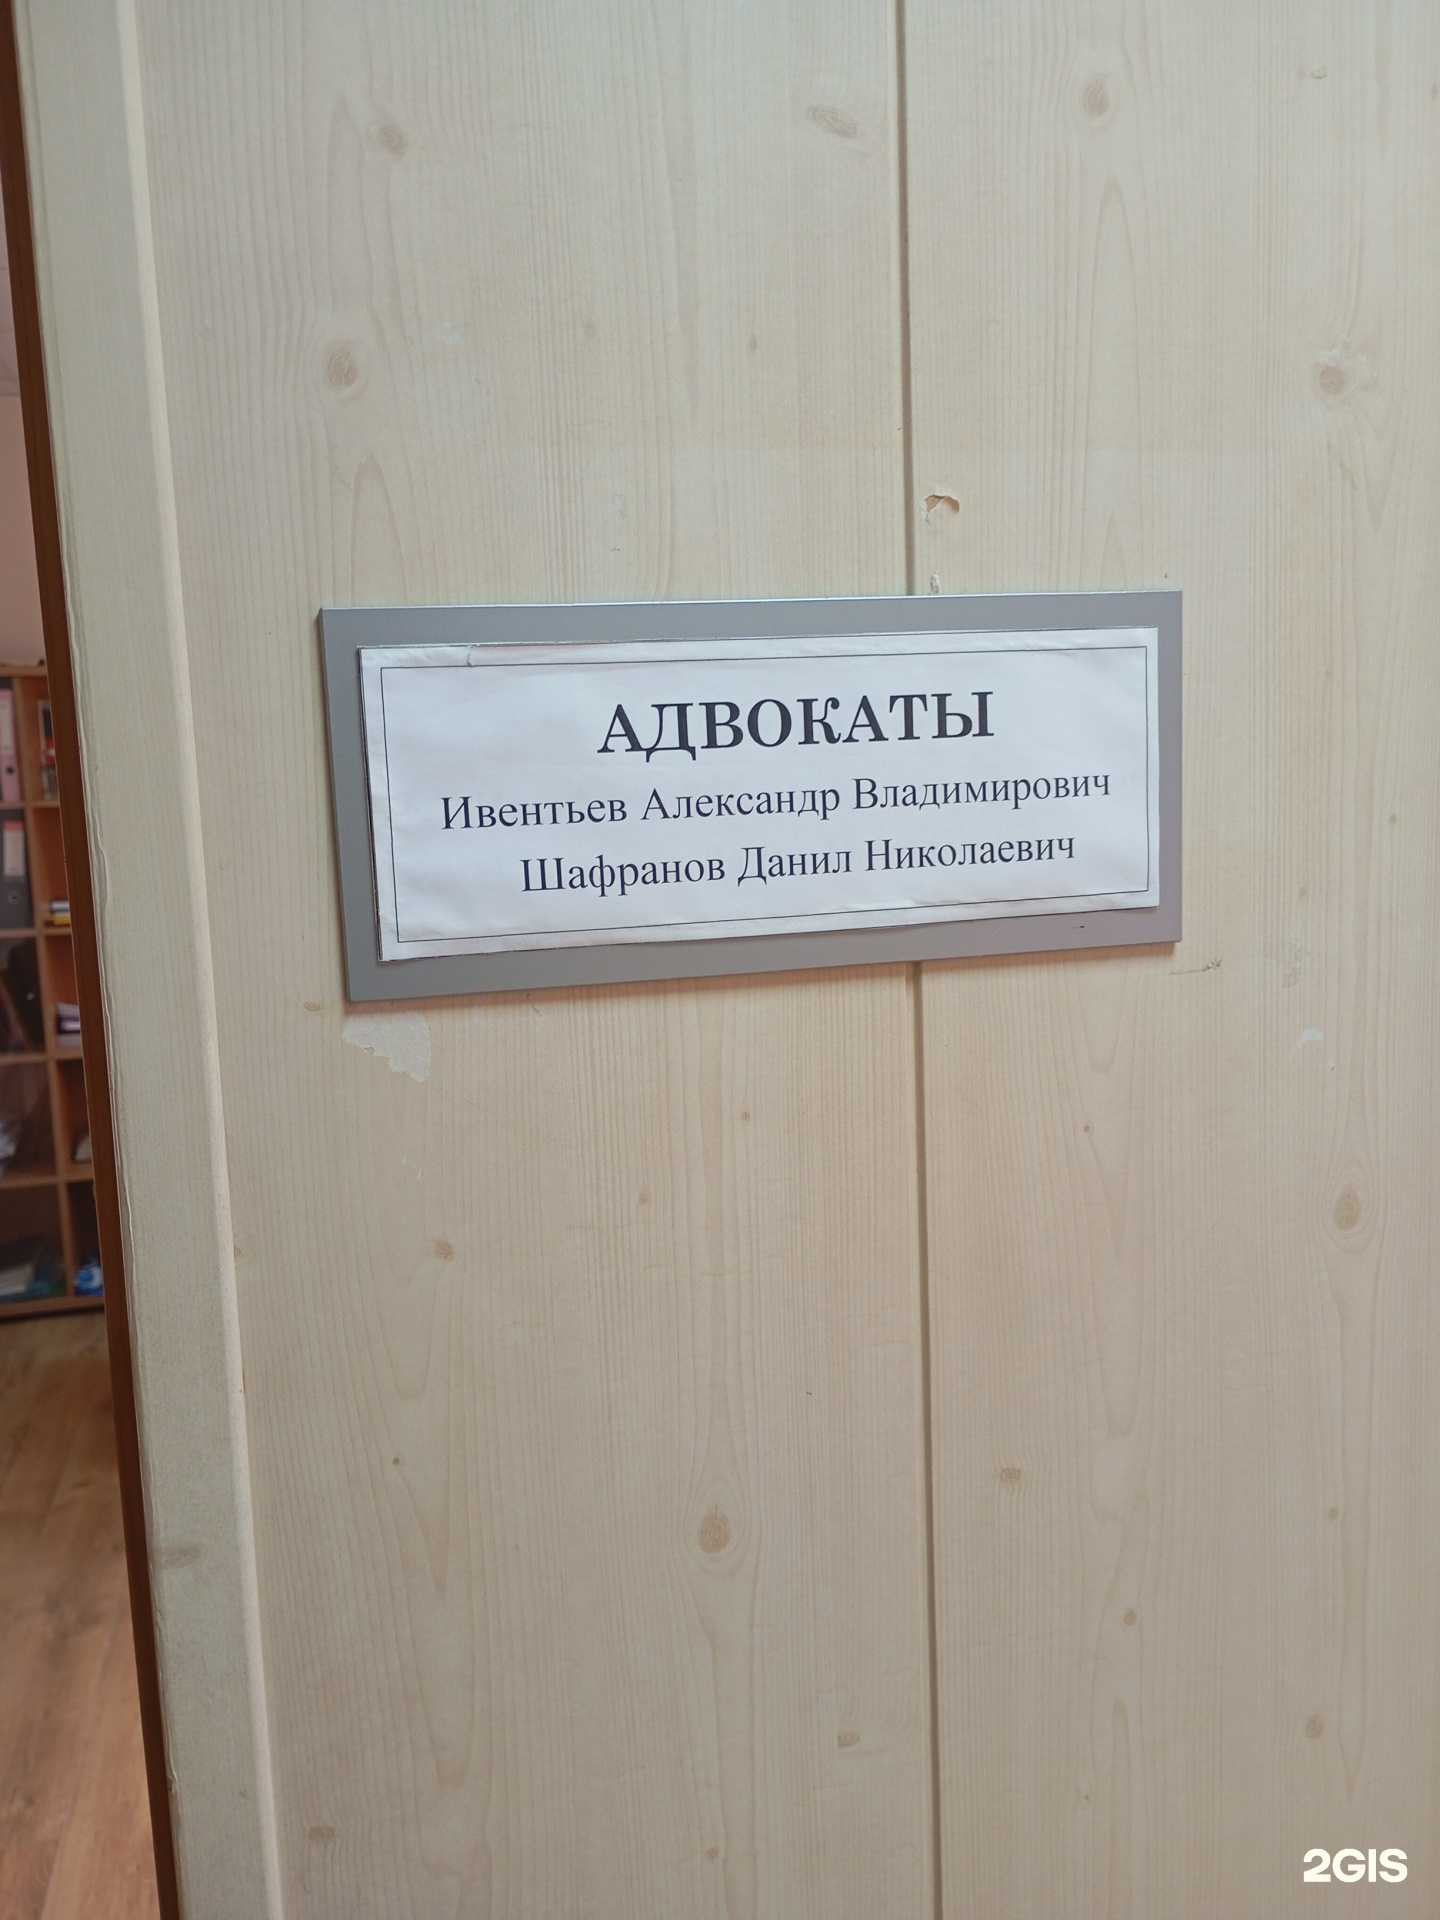 АДВОКАТЫ
Ивентьев Александр Владимирович
Шафранов Данил Николаевич
2GIS